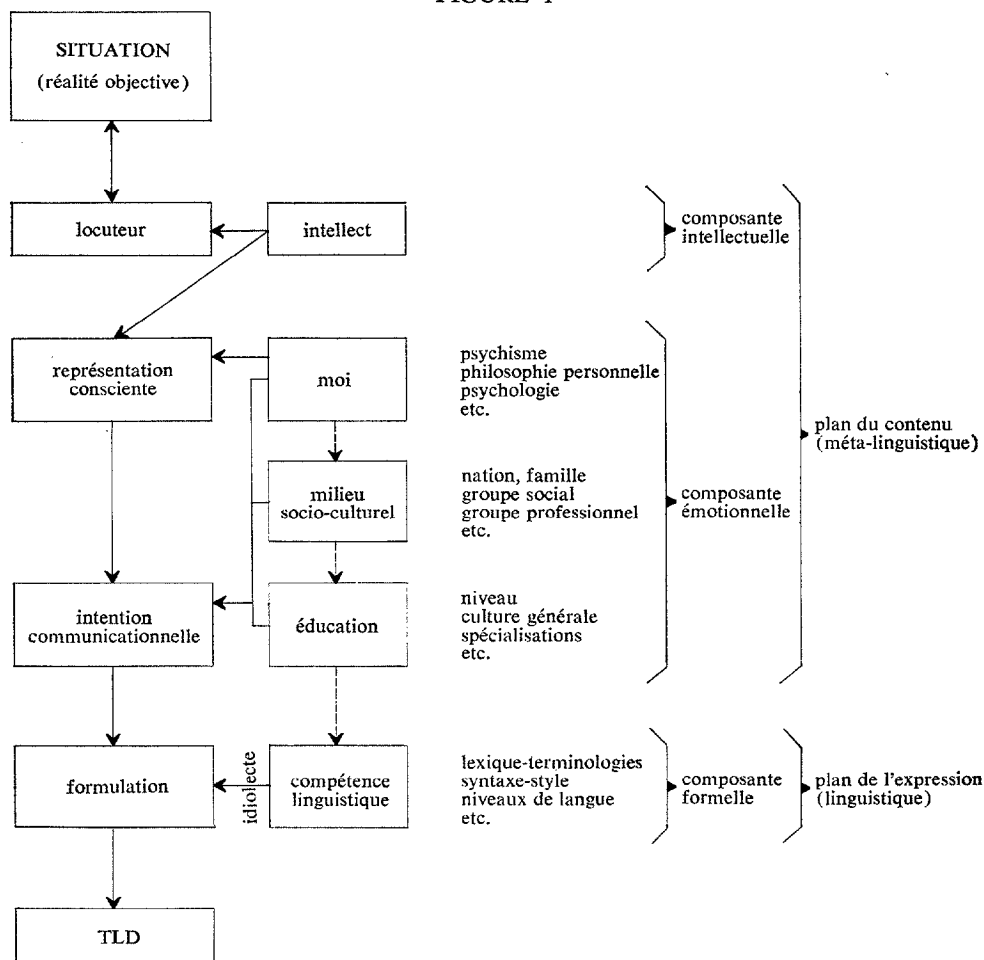 SITUATION
(réalité objective)
locuteur
intellect
composante
intellectuelle
représentation
consciente
moi
psychisme
philosophie personnelle
psychologie
etc.
plan du contenu
(méta-linguistique)
milieu
socio-culturel
nation, famille
groupe social
groupe professionnel
etc.
composante
émotionnelle
intention
communicationnelle
éducation
niveau
culture générale
spécialisations
etc.
formulation
idiolecte
compétence
linguistique
lexique-terminologies
syntaxe-style
niveaux de langue
etc.
composante
formelle
plan de l'expression
(linguistique)
TLD